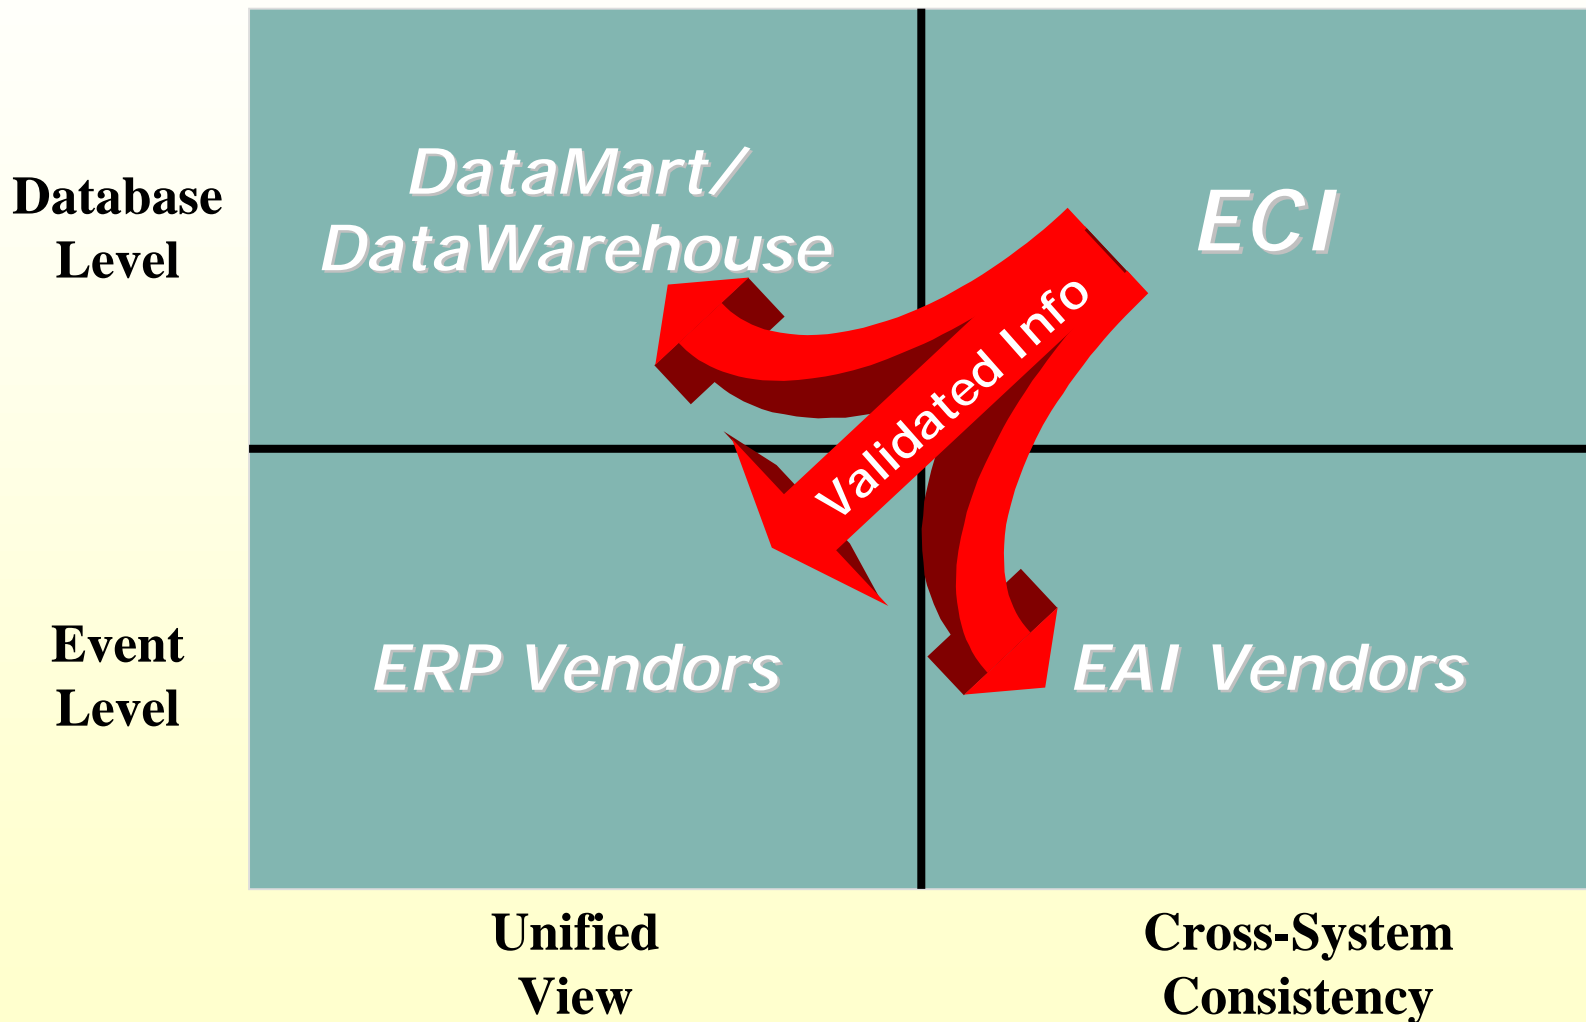 Database
Level
DataMart/
DataWarehouse
ECI
Validated Info
Event
Level
ERP Vendors
EAI Vendors
Unified
View
Cross-System
Consistency